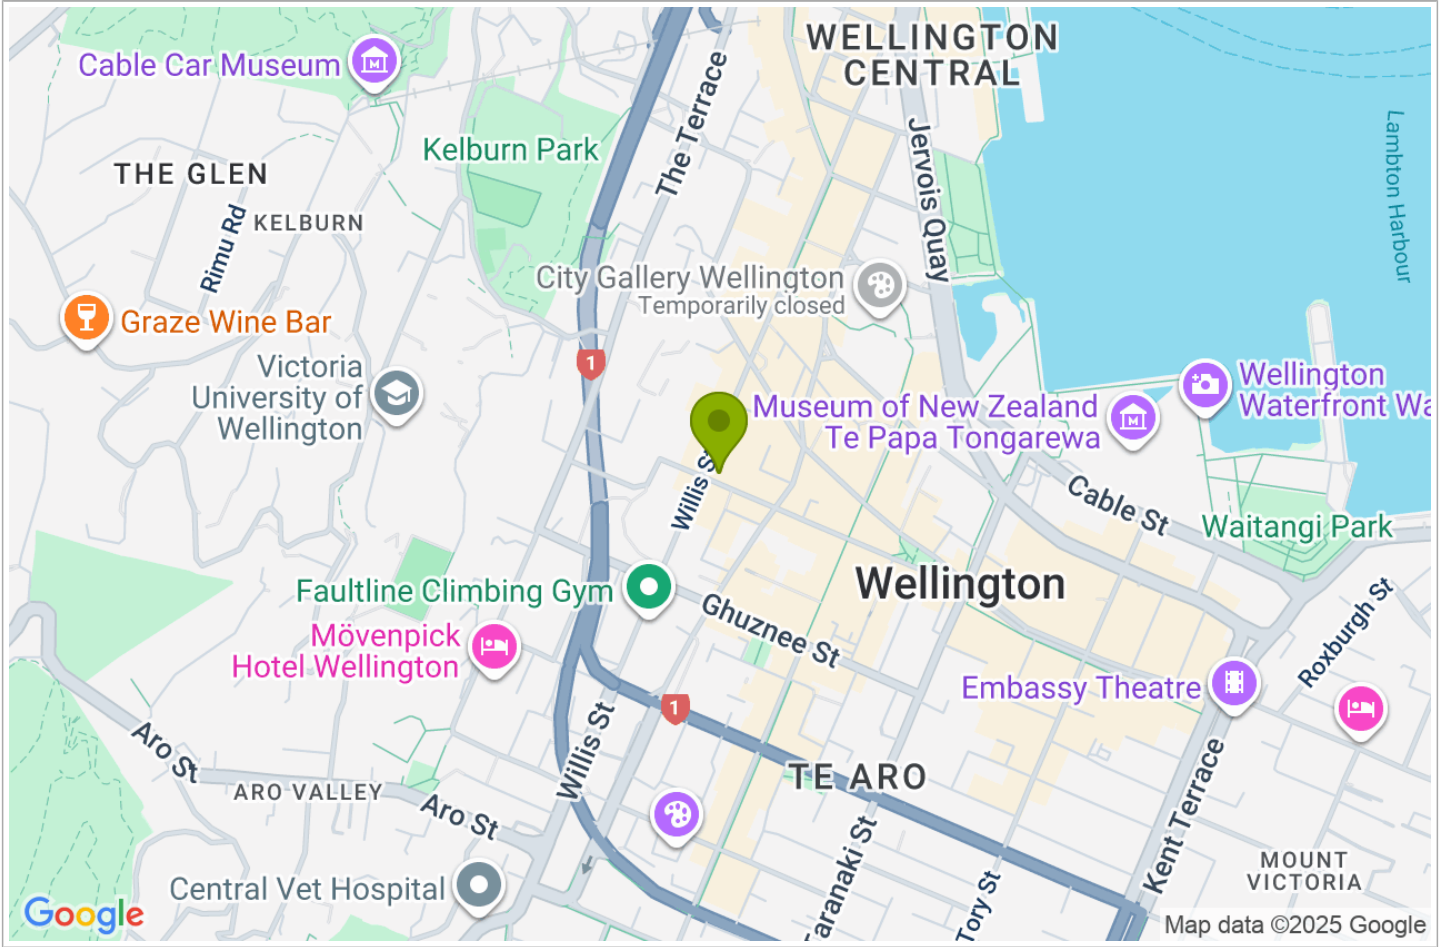 WELLINGTON
CENTRAL
Cable Car Museum
The Terrace
Jervois Quay
Lambton Harbour
Kelburn Park
THE GLEN
KELBURN
Rimu Rd
City Gallery Wellington
Temporarily closed
Graze Wine Bar
1
Victoria
University of
Wellington
Wellington
Waterfront Wa
Museum of New Zealand
Te Papa Tongarewa
Willis St
Cable St
Waitangi Park
Wellington
Faultline Climbing Gym
Ghuznee St
Roxburgh St
Mövenpick
Hotel Wellington
Embassy Theatre
1
Aro St
Willis St
TE ARO
ARO VALLEY
Aro St
Kent Terrace
Taranaki St
Tory St
MOUNT
VICTORIA
Central Vet Hospital
Google
Map data ©2025 Google